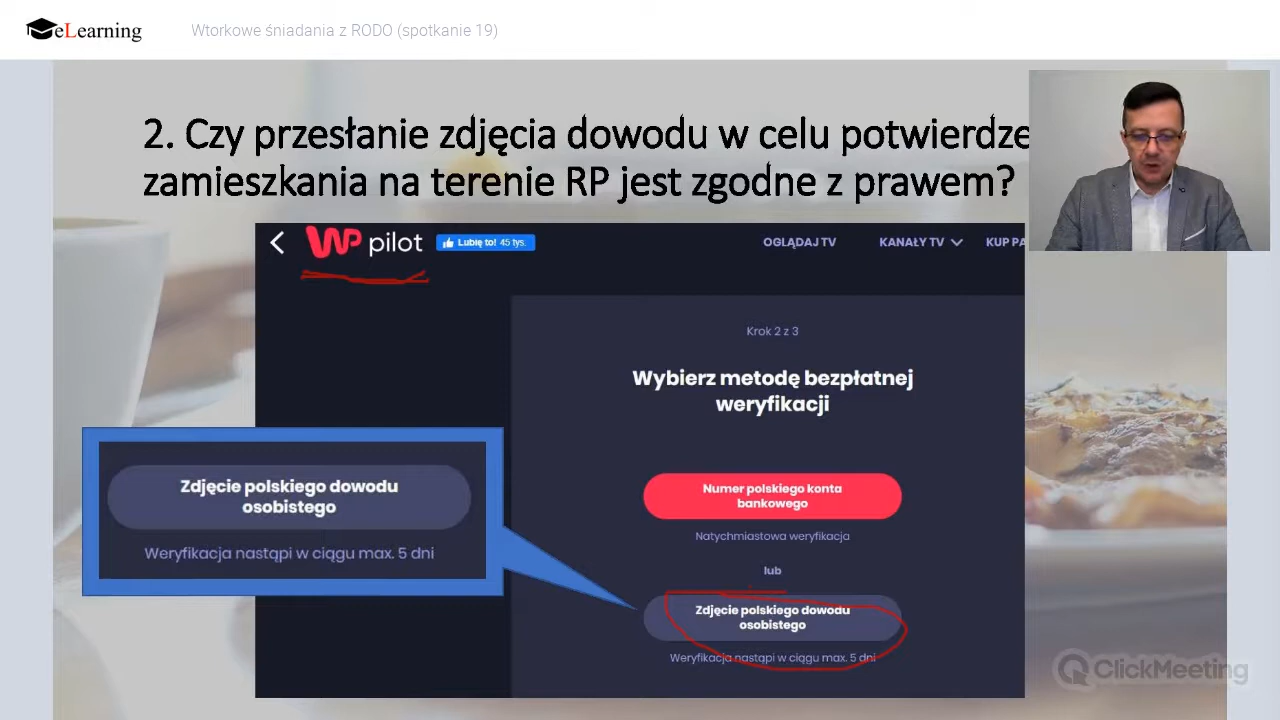 eLearning
Wtorkowe śniadania z RODO (spotkanie 19)
2. Czy przesłanie zdjęcia dowodu w celu potwierdze
zamieszkania na terenie RP jest zgodne z prawem?
WP pilot
Lubię to! 45 tys.
OGLĄDAJ TV
KANAŁY TV
KUP PA
Krok 2 z 3
Wybierz metodę bezpłatnej
weryfikacji
Numer polskiego konta
bankowego
Natychmiastowa weryfikacja
lub
Zdjęcie polskiego dowodu
osobistego
Weryfikacja nastąpi w ciągu max. 5 dni
Zdjęcie polskiego dowodu
osobistego
Weryfikacja nastąpi w ciągu max. 5 dni
ClickMeeting